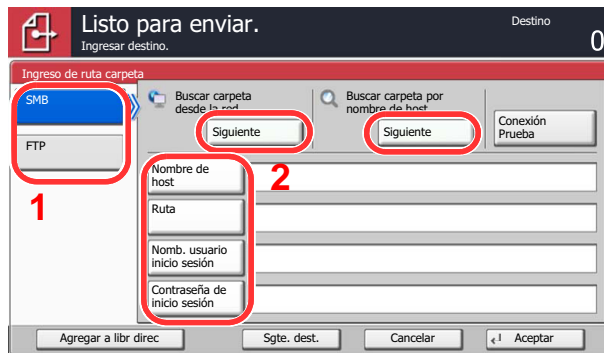 Listo para enviar.
Destino
Ingresar destino.
0
Ingreso de ruta carpeta
SMB
FTP
1
Buscar carpeta
desde la red
Siguiente
Buscar carpeta por
nombre de host
Siguiente
Conexión
Prueba
2
Nombre de
host
Ruta
Nomb. usuario
inicio sesión
Contraseña de
inicio sesión
Agregar a libr direc
Sgte. dest.
Cancelar
Aceptar